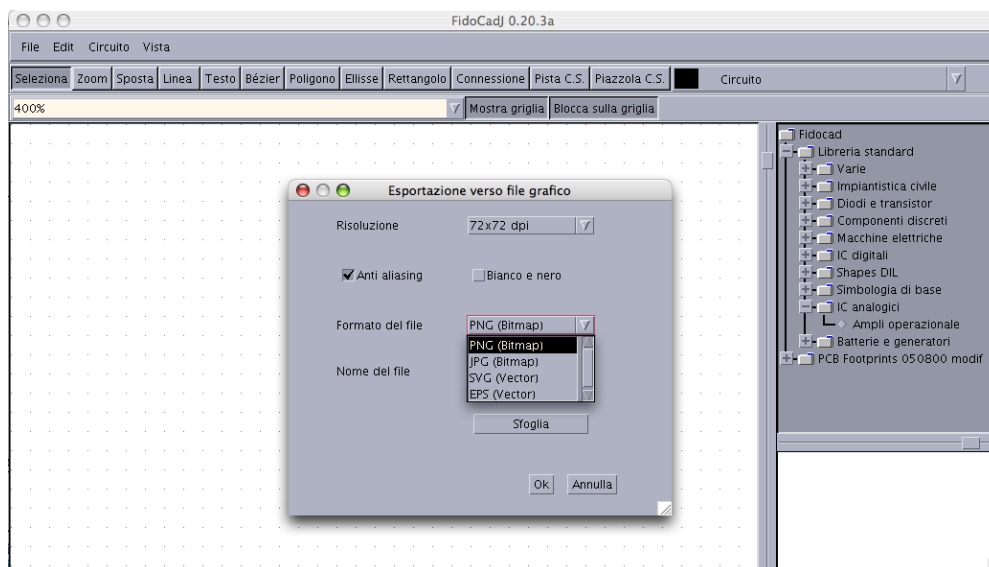 FidoCadJ 0.20.3a
File Edit Circuito Vista
Seleziona Zoom Sposta Linea Testo Bézier Poligono Ellisse Rettangolo Connessione Pista C.S. Piazzola C.S. Circuito
400% Mostra griglia Blocca sulla griglia
Esportazione verso file grafico
Risoluzione 72x72 dpi
Anti aliasing Bianco e nero
Formato del file PNG (Bitmap)
PNG (Bitmap)
JPG (Bitmap)
SVG (Vector)
EPS (Vector)
Nome del file
Sfoglia
Ok Annulla
Fidocad
Libreria standard
Varie
Impiantistica civile
Diodi e transistor
Componenti discreti
Macchine elettriche
IC digitali
Shapes DIL
Simbologia di base
IC analogici
Ampli operazionale
Batterie e generatori
PCB Footprints 050800 modif